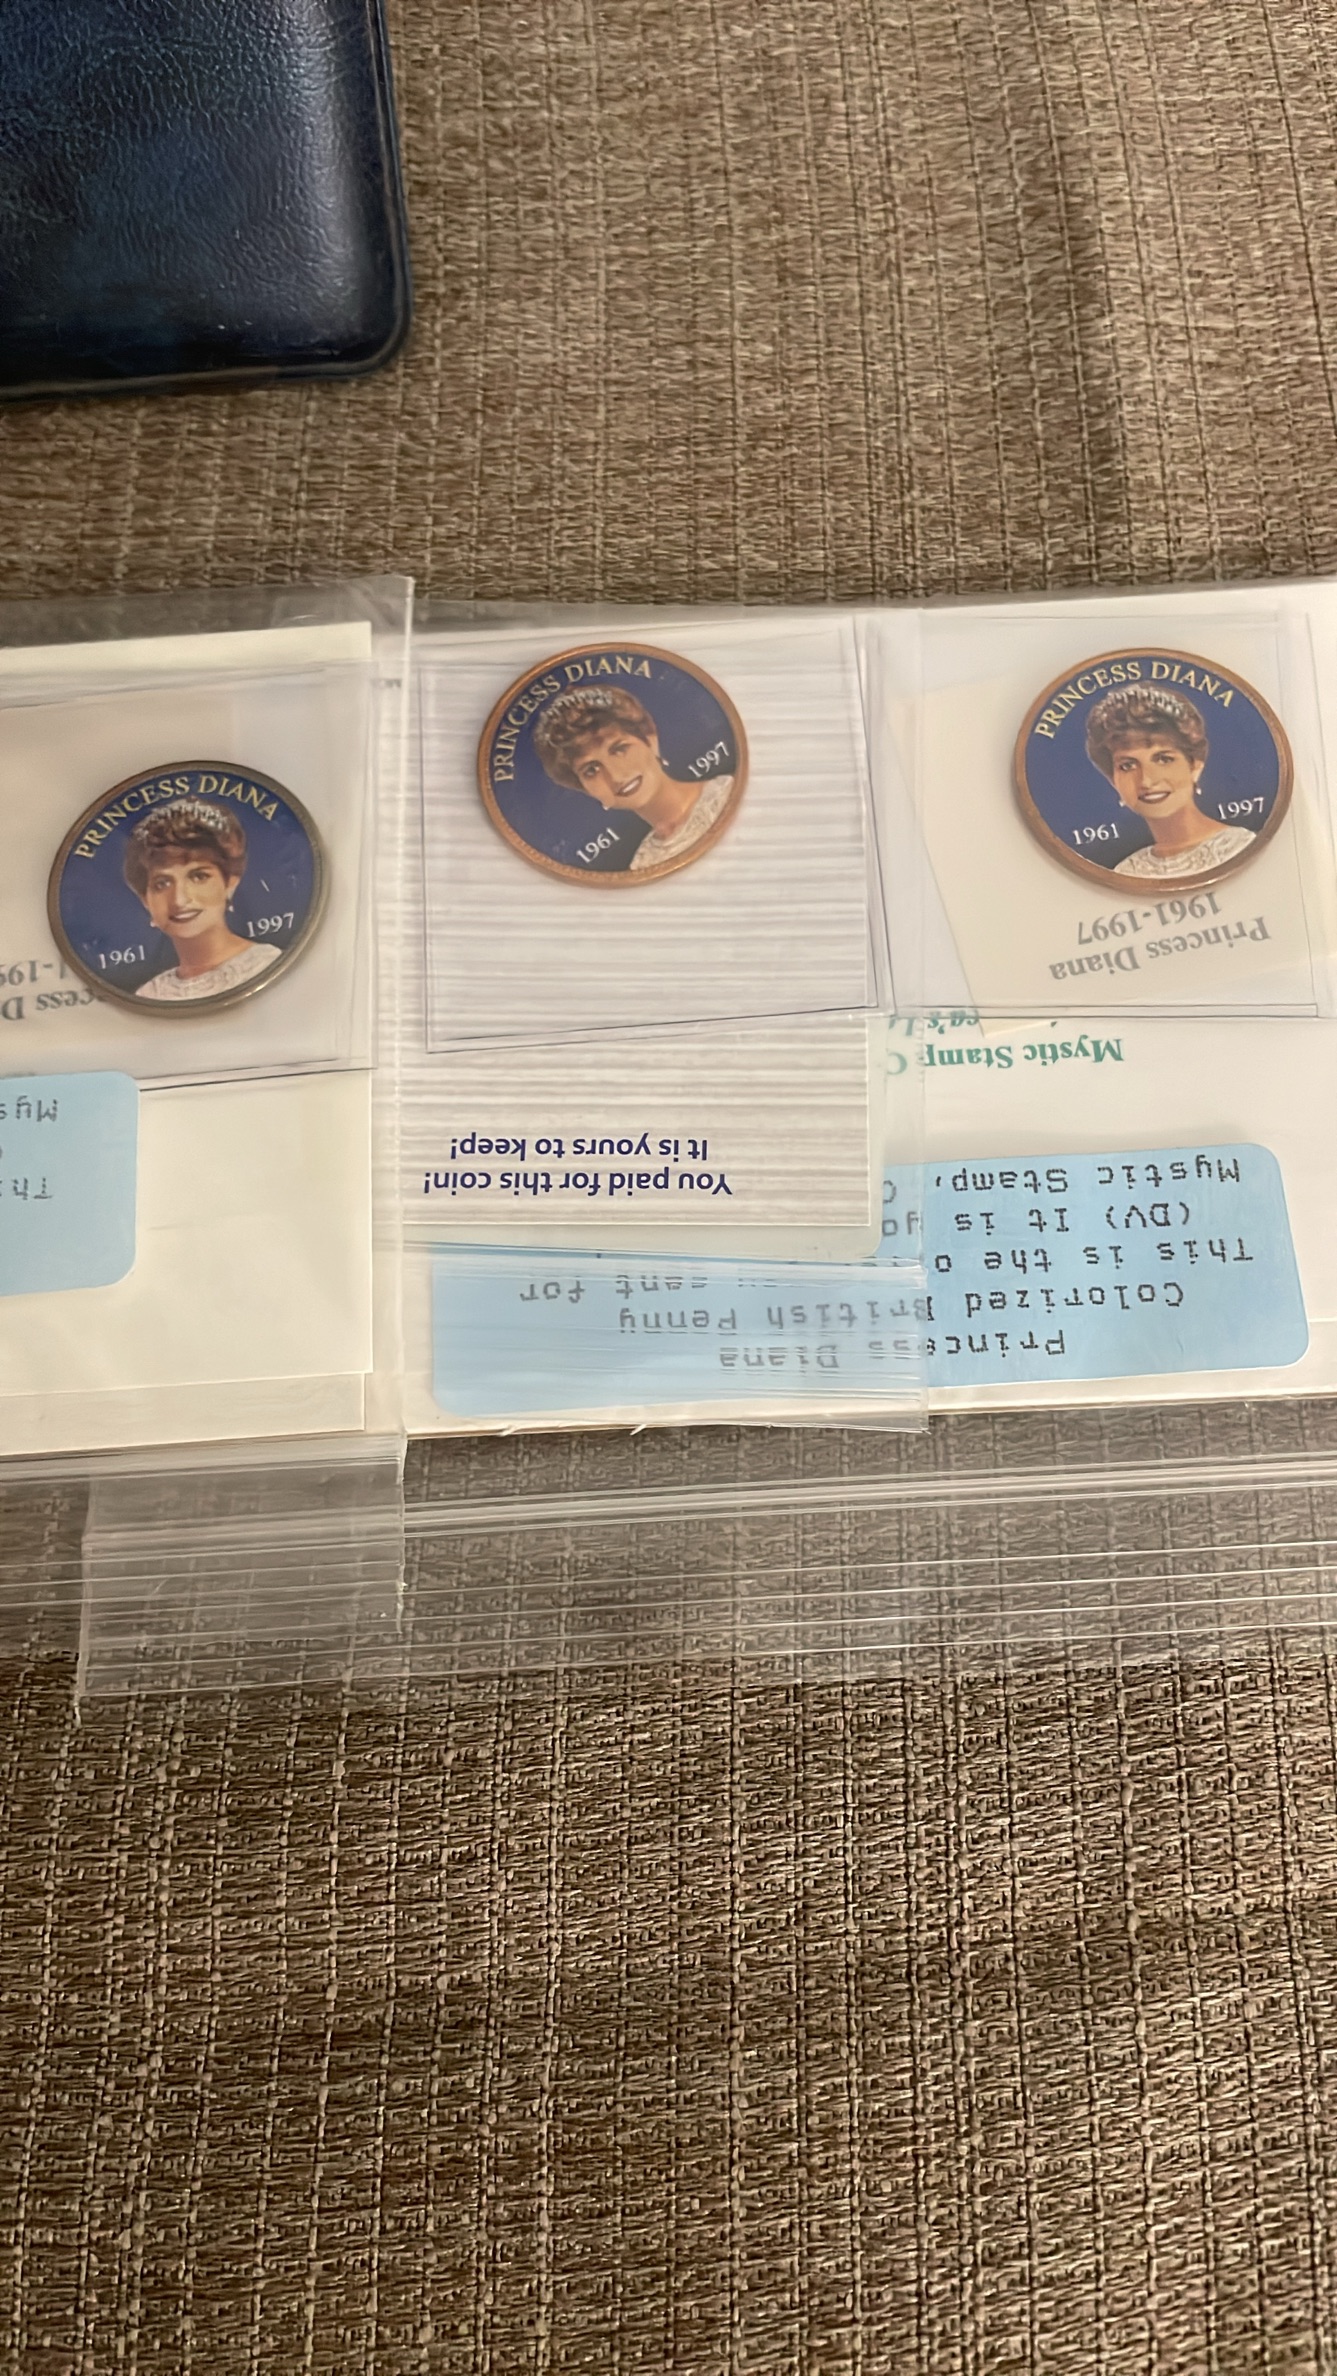 PRINCESS DIANA
1961
1997
PRINCESS DIANA
1961
1997
PRINCESS DIANA
1961
1997
Princess Diana
1961-1997
Mystic Stamp
You paid for this coin!
It is yours to keep!
Princess Diana
Colorized British Penny
This is the sent for
(DV) It is
Mystic Stamp,